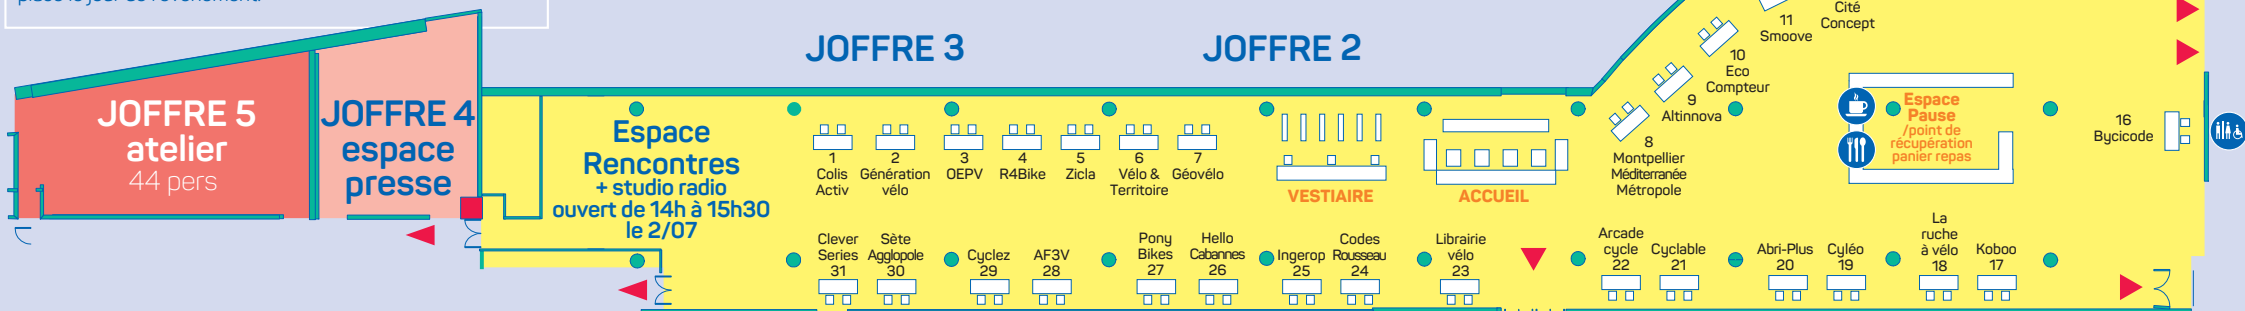 JOFFRE 5
atelier
44 pers
JOFFRE 4
espace
presse
JOFFRE 3
JOFFRE 2
Espace
Rencontres
+ studio radio
ouvert de 14h à 15h30
le 2/07
1
Colis
Activ
2
Génération
vélo
3
OEPV
4
R4Bike
5
Zicla
6
Vélo &
Territoire
7
Géovélo
VESTIAIRE
ACCUEIL
8
Montpellier
Méditerranée
Métropole
9
Altinnova
10
Eco
Compteur
11
Smoove
Cité
Concept
Espace
Pause
/point de
récupération
panier repas
16
Bycicode
Clever
Series
31
Sète
Agglopole
30
Cyclez
29
AF3V
28
Pony
Bikes
27
Hello
Cabannes
26
Ingerop
25
Codes
Rousseau
24
Librairie
vélo
23
Arcade
cycle
22
Cyclable
21
Abri-Plus
20
Cyléo
19
La
ruche
à vélo
18
Koboo
17